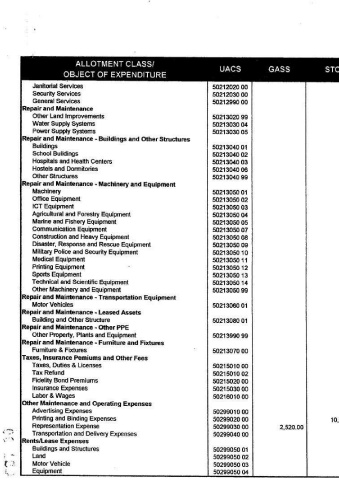 ALLOTMENT CLASS/
OBJECT OF EXPENDITURE UACS GASS STO
Janitorial Services 50212020 00
Security Services 50212030 00
General Services 50212990 00
Repair and Maintenance
Other Land Improvements 50213020 99
Water Supply Systems 50213030 04
Power Supply Systems 50213030 05
Repair and Maintenance - Buildings and Other Structures
Buildings 50213040 01
School Buildings 50213040 02
Hospitals and Health Centers 50213040 03
Hostels and Dormitories 50213040 06
Other Structures 50213040 99
Repair and Maintenance - Machinery and Equipment
Machinery 50213050 01
Office Equipment 50213050 02
ICT Equipment 50213050 03
Agricultural and Forestry Equipment 50213050 04
Marine and Fishery Equipment 50213050 05
Communication Equipment 50213050 07
Construction and Heavy Equipment 50213050 08
Disaster, Response and Rescue Equipment 50213050 09
Military Police and Security Equipment 50213050 10
Medical Equipment 50213050 11
Printing Equipment 50213050 12
Sports Equipment 50213050 13
Technical and Scientific Equipment 50213050 14
Other Machinery and Equipment 50213050 99
Repair and Maintenance - Transportation Equipment
Motor Vehicles 50213060 01
Repair and Maintenance - Leased Assets
Building and Other Structure 50213080 01
Repair and Maintenance - Other PPE
Other Property, Plants and Equipment 50213990 99
Repair and Maintenance - Furniture and Fixtures
Furniture & Fixtures 50213070 00
Taxes, Insurance Pemiums and Other Fees
Taxes, Duties & Licenses 50215010 00
Tax Refund 50215010 02
Fidelity Bond Premiums 50215020 00
Insurance Expenses 50215030 00
Labor & Wages 50216010 00
Other Maintenance and Operating Expenses
Advertising Expenses 50299010 00
Printing and Binding Expenses 50299020 00 10,
Representation Expense 50299030 00 2,520.00
Transportation and Delivery Expenses 50299040 00
Rents/Lease Expenses
Buildings and Structures 50299050 01
Land 50299050 02
Motor Vehicle 50299050 03
Equipment 50299050 04